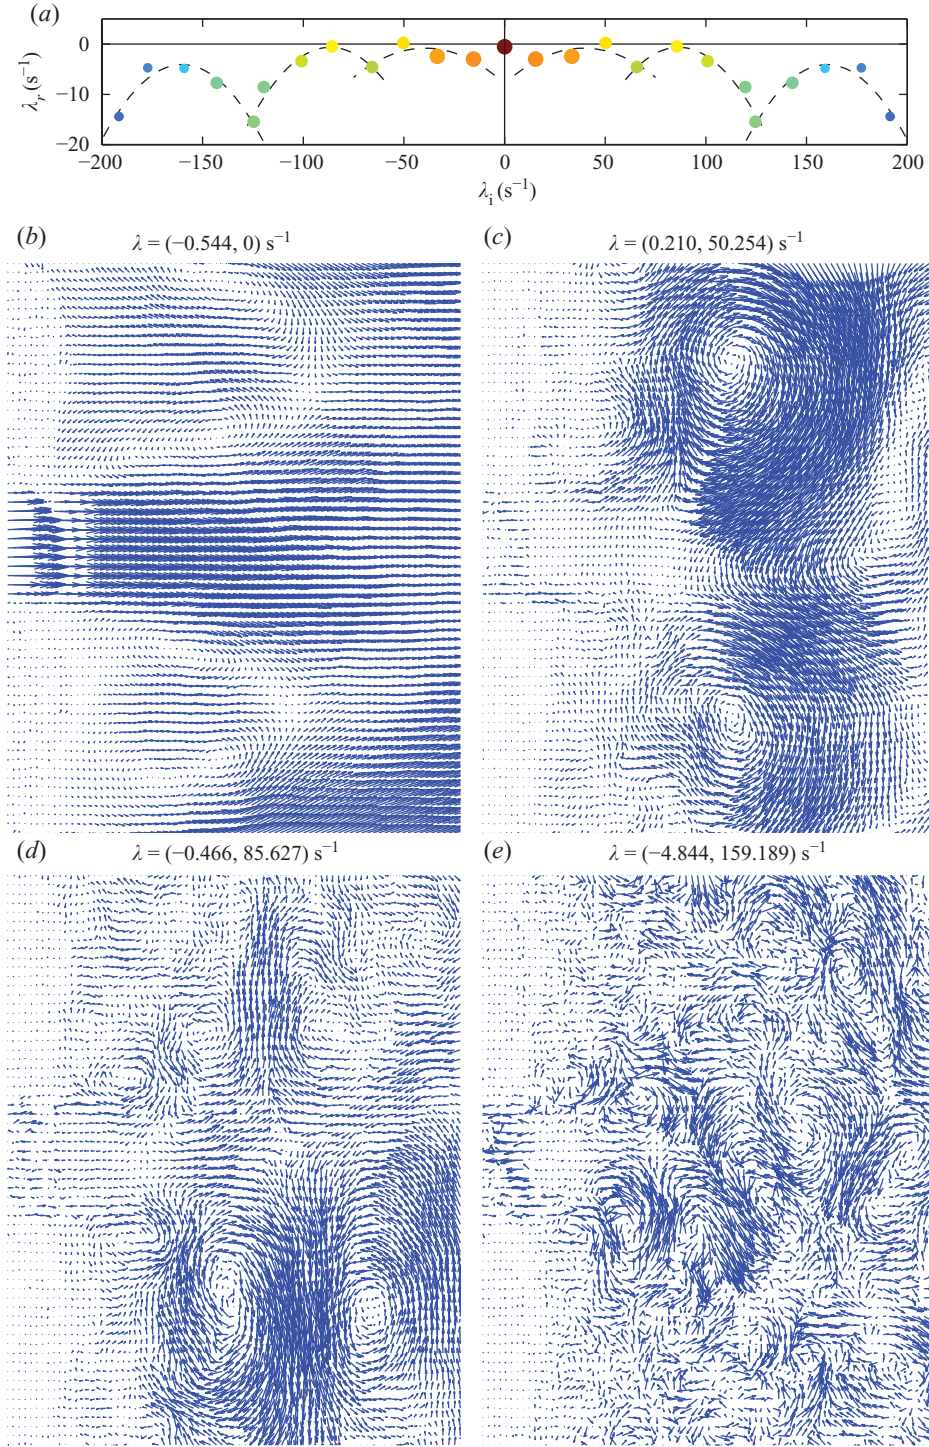 (a)
0
−10
−20
λr (s−1)
−200 −150 −100 −50 0 50 100 150 200
λi (s−1)
(b) λ = (−0.544, 0) s−1
(c) λ = (0.210, 50.254) s−1
(d) λ = (−0.466, 85.627) s−1
(e) λ = (−4.844, 159.189) s−1